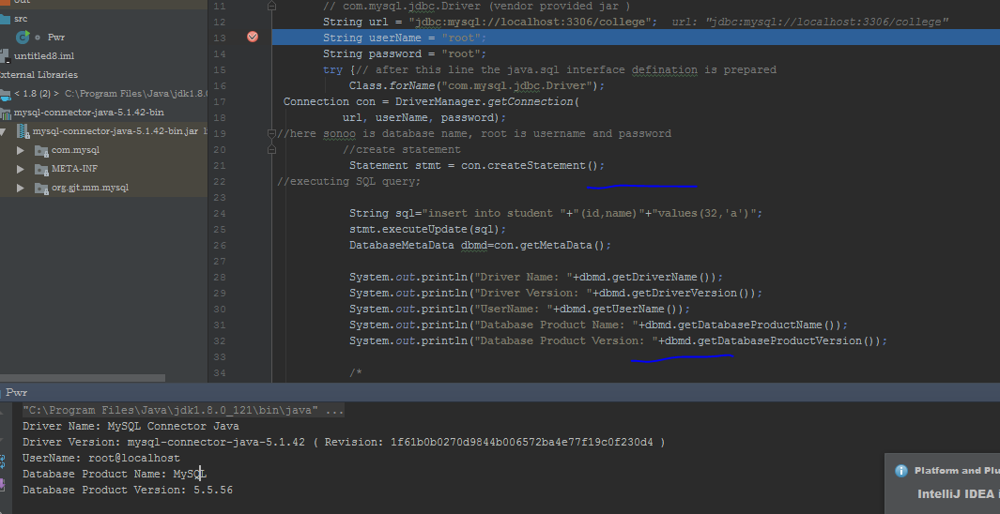 out
src
Pwr
untitled8.iml
External Libraries
< 1.8 (2) > C:\Program Files\Java\jdk1.8.0
mysql-connector-java-5.1.42-bin
mysql-connector-java-5.1.42-bin.jar
com.mysql
META-INF
org.gjt.mm.mysql
11 // com.mysql.jdbc.Driver (vendor provided jar )
12 String url = "jdbc:mysql://localhost:3306/college"; url: "jdbc:mysql://localhost:3306/college"
13 String userName = "root";
14 String password = "root";
15 try {// after this line the java.sql interface defination is prepared
16 Class.forName("com.mysql.jdbc.Driver");
17 Connection con = DriverManager.getConnection(
18 url, userName, password);
19 //here sonoo is database name, root is username and password
20 //create statement
21 Statement stmt = con.createStatement();
22 //executing SQL query;
23
24 String sql="insert into student "+"(id,name)"+"values(32,'a')";
25 stmt.executeUpdate(sql);
26 DatabaseMetaData dbmd=con.getMetaData();
27
28 System.out.println("Driver Name: "+dbmd.getDriverName());
29 System.out.println("Driver Version: "+dbmd.getDriverVersion());
30 System.out.println("UserName: "+dbmd.getUserName());
31 System.out.println("Database Product Name: "+dbmd.getDatabaseProductName());
32 System.out.println("Database Product Version: "+dbmd.getDatabaseProductVersion());
33
34 /*
Pwr
"C:\Program Files\Java\jdk1.8.0_121\bin\java" ...
Driver Name: MySQL Connector Java
Driver Version: mysql-connector-java-5.1.42 ( Revision: 1f61b0b0270d9844b006572ba4e77f19c0f230d4 )
UserName: root@localhost
Database Product Name: MySQL
Database Product Version: 5.5.56
Platform and Plu
IntelliJ IDEA i